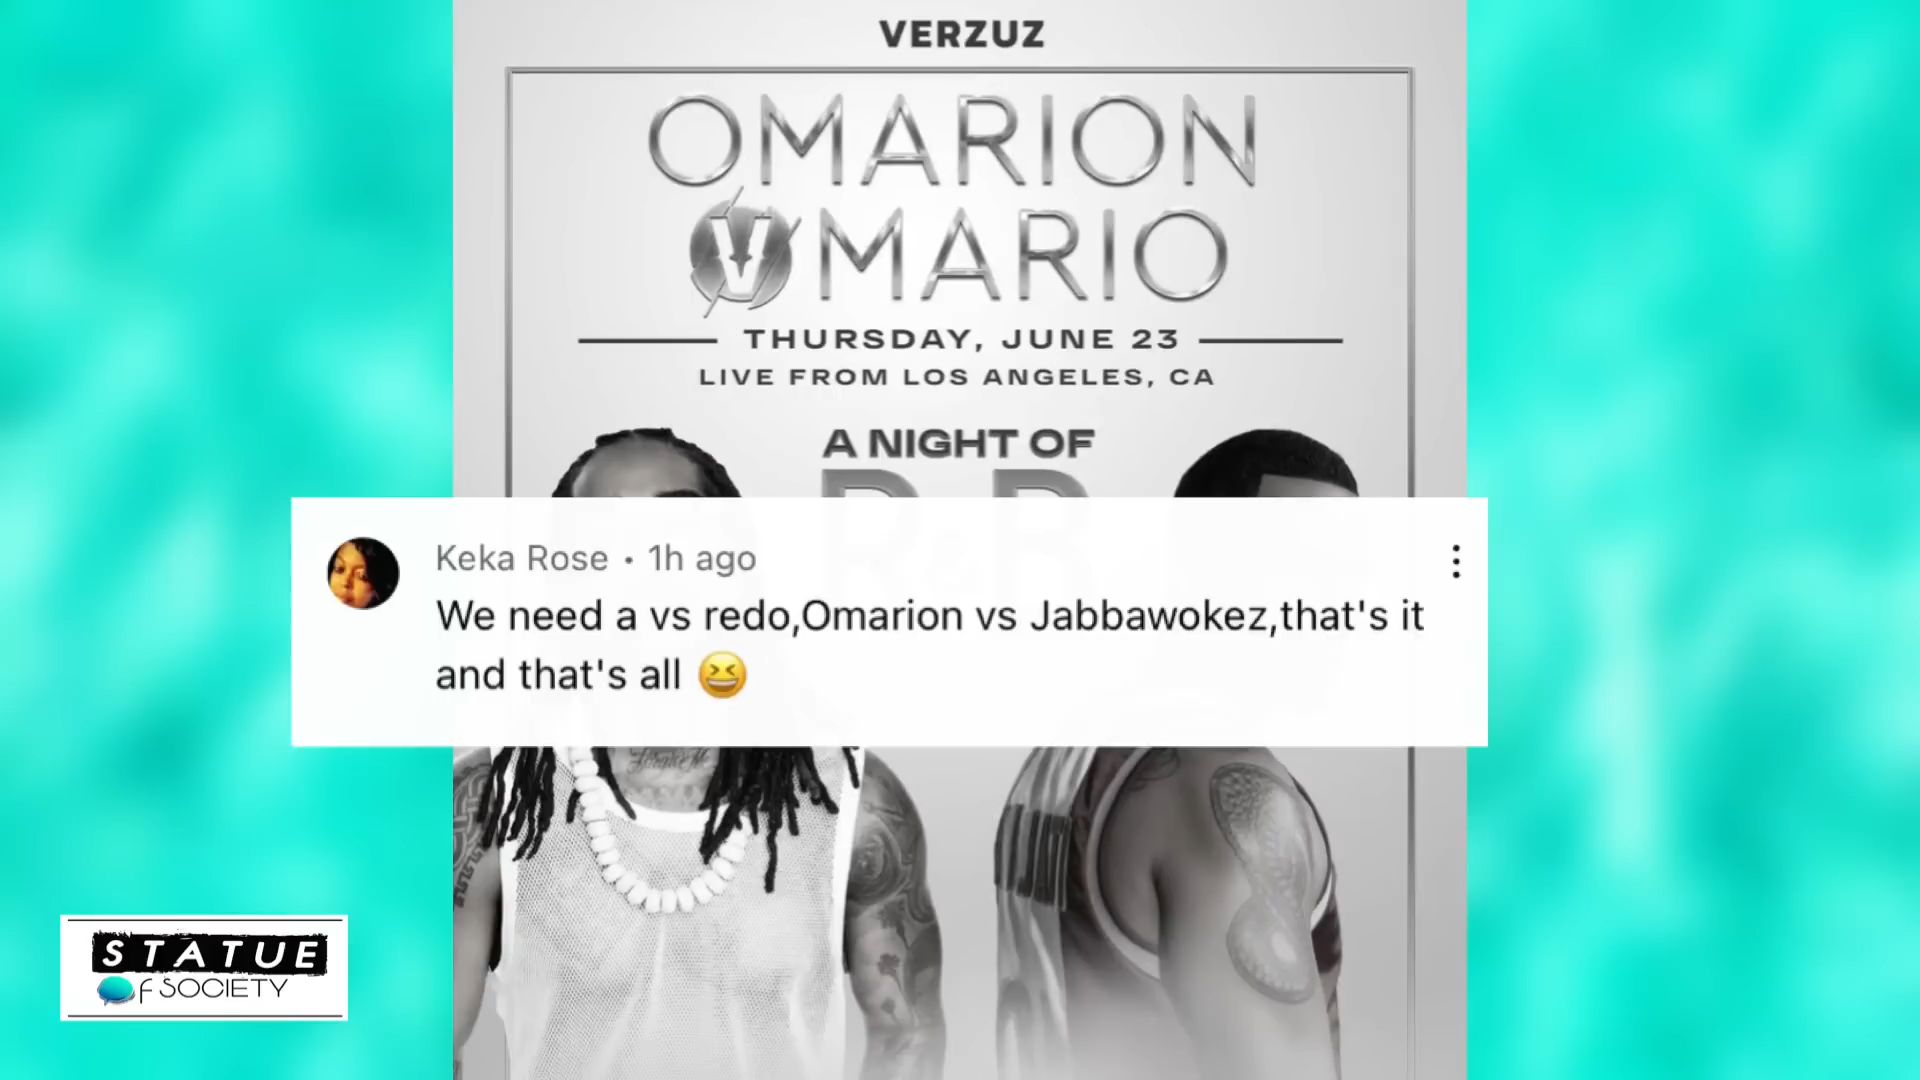 VERZUZ
OMARION
V MARIO
THURSDAY, JUNE 23
LIVE FROM LOS ANGELES, CA
A NIGHT OF
R&B
Keka Rose • 1h ago
We need a vs redo,Omarion vs Jabbawokez,that's it
and that's all 😆
STATUE
Of SOCIETY